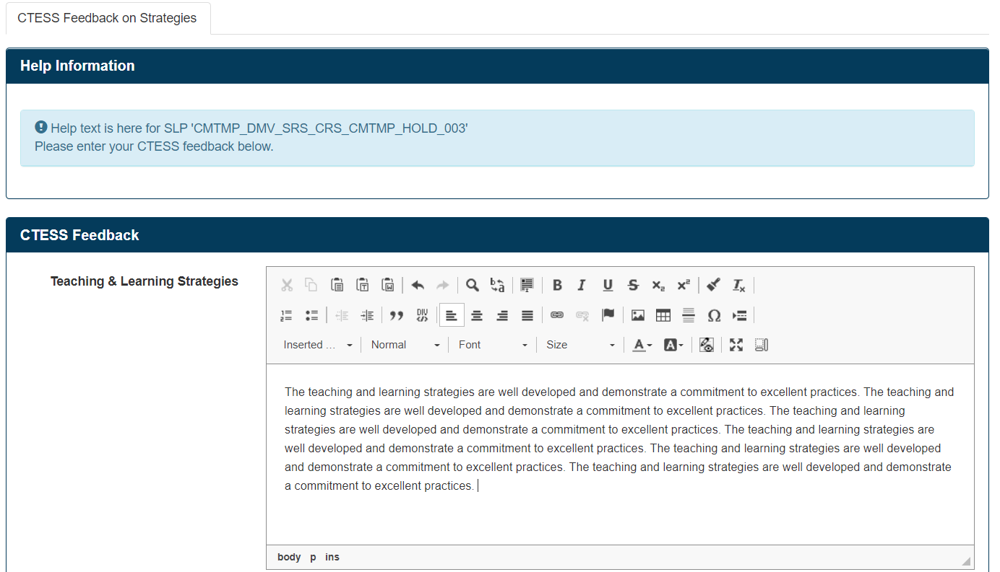 CTESS Feedback on Strategies
Help Information
Help text is here for SLP 'CMTMP_DMV_SRS_CRS_CMTMP_HOLD_003'
Please enter your CTESS feedback below.
CTESS Feedback
Teaching & Learning Strategies
Inserted ... Normal Font Size
The teaching and learning strategies are well developed and demonstrate a commitment to excellent practices. The teaching and
learning strategies are well developed and demonstrate a commitment to excellent practices. The teaching and learning
strategies are well developed and demonstrate a commitment to excellent practices. The teaching and learning strategies are
well developed and demonstrate a commitment to excellent practices. The teaching and learning strategies are well developed
and demonstrate a commitment to excellent practices. The teaching and learning strategies are well developed and demonstrate
a commitment to excellent practices.
body p ins